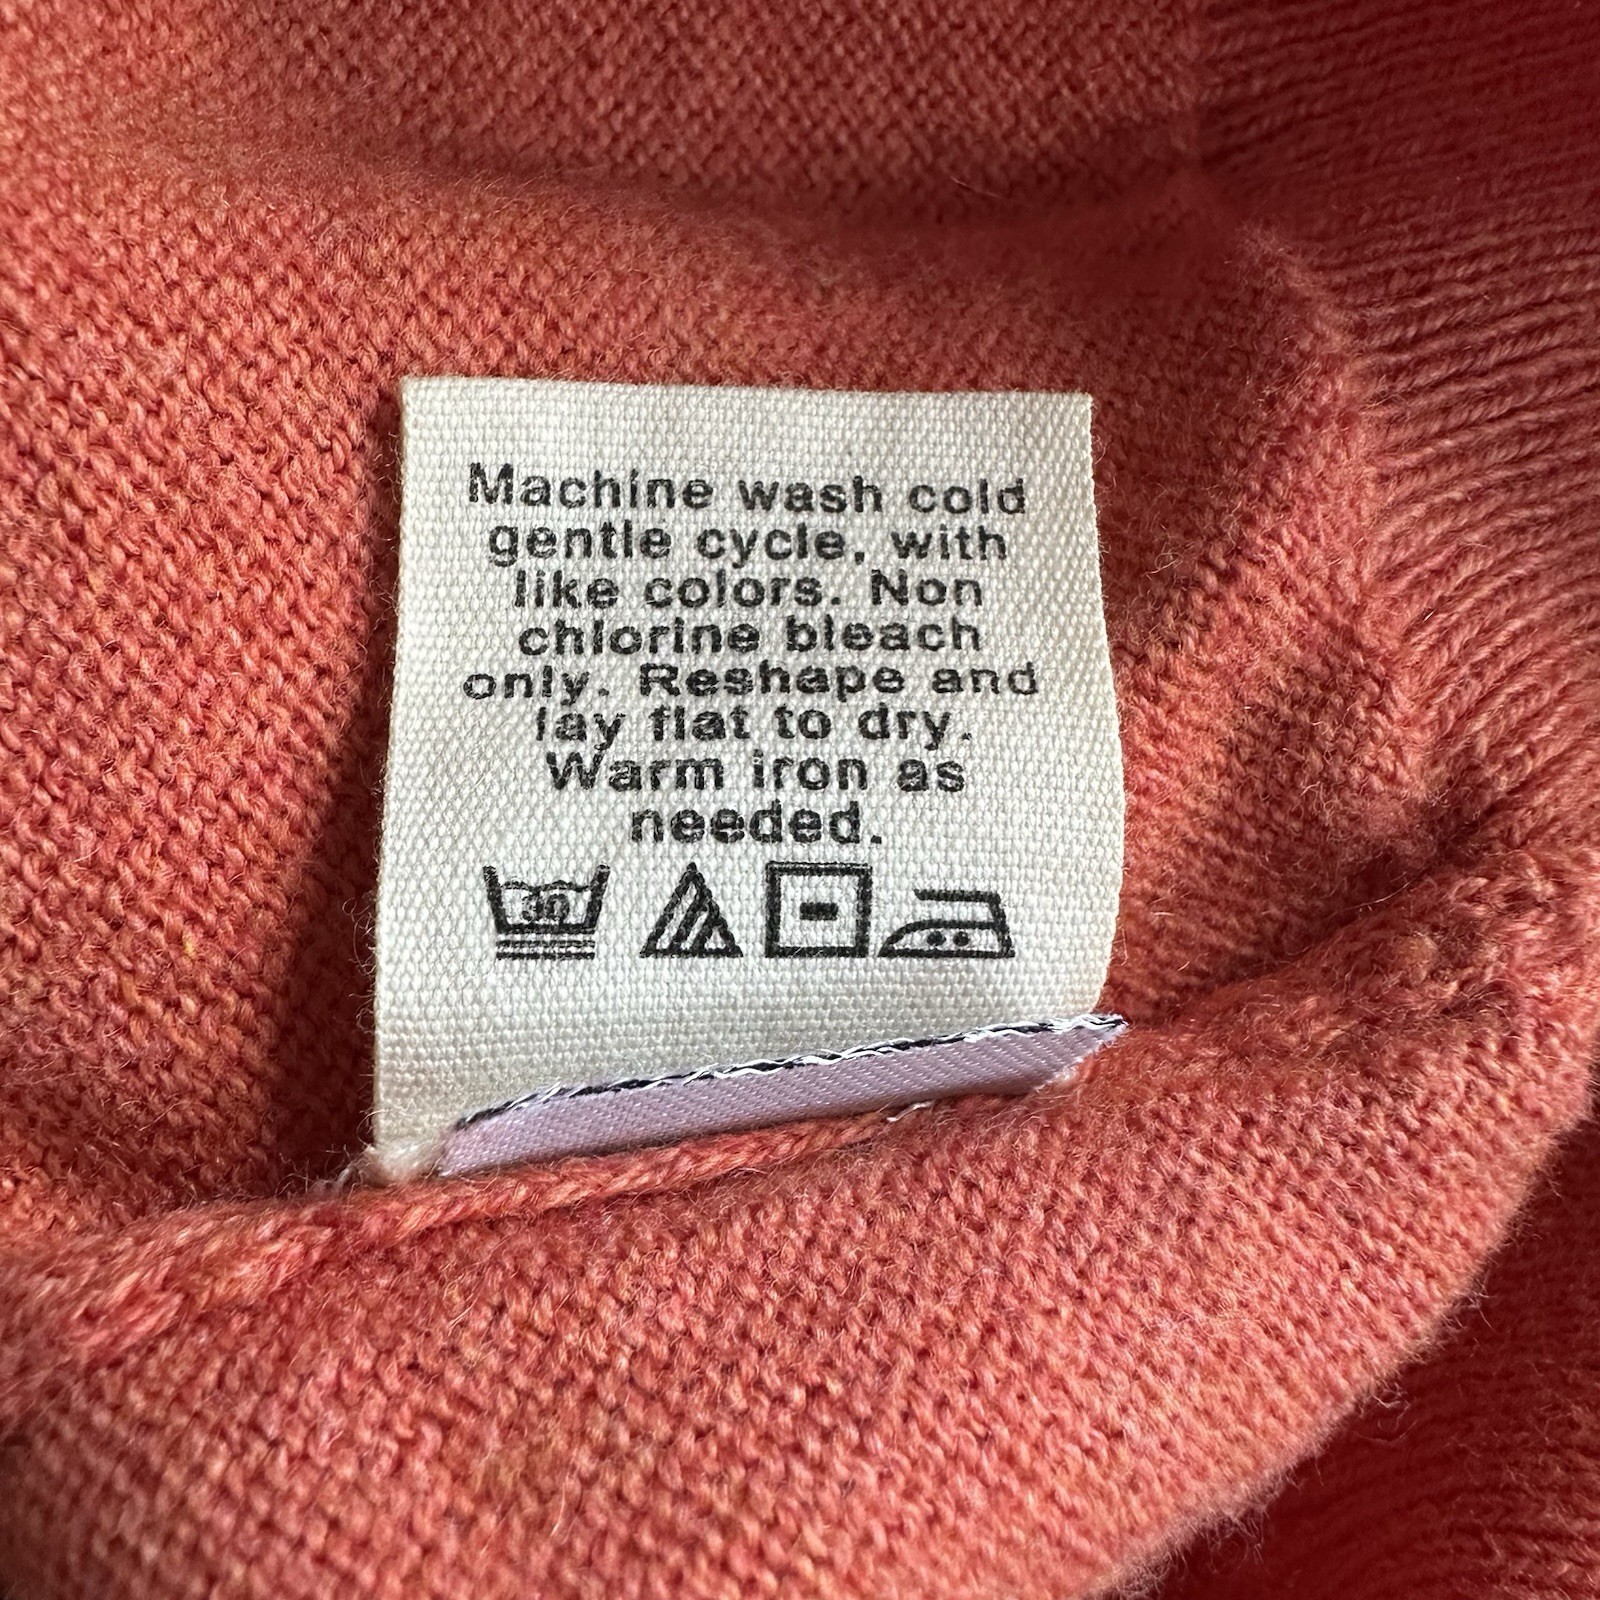 Machine wash cold
gentle cycle, with
like colors. Non
chlorine bleach
only. Reshape and
lay flat to dry.
Warm iron as
needed.
30